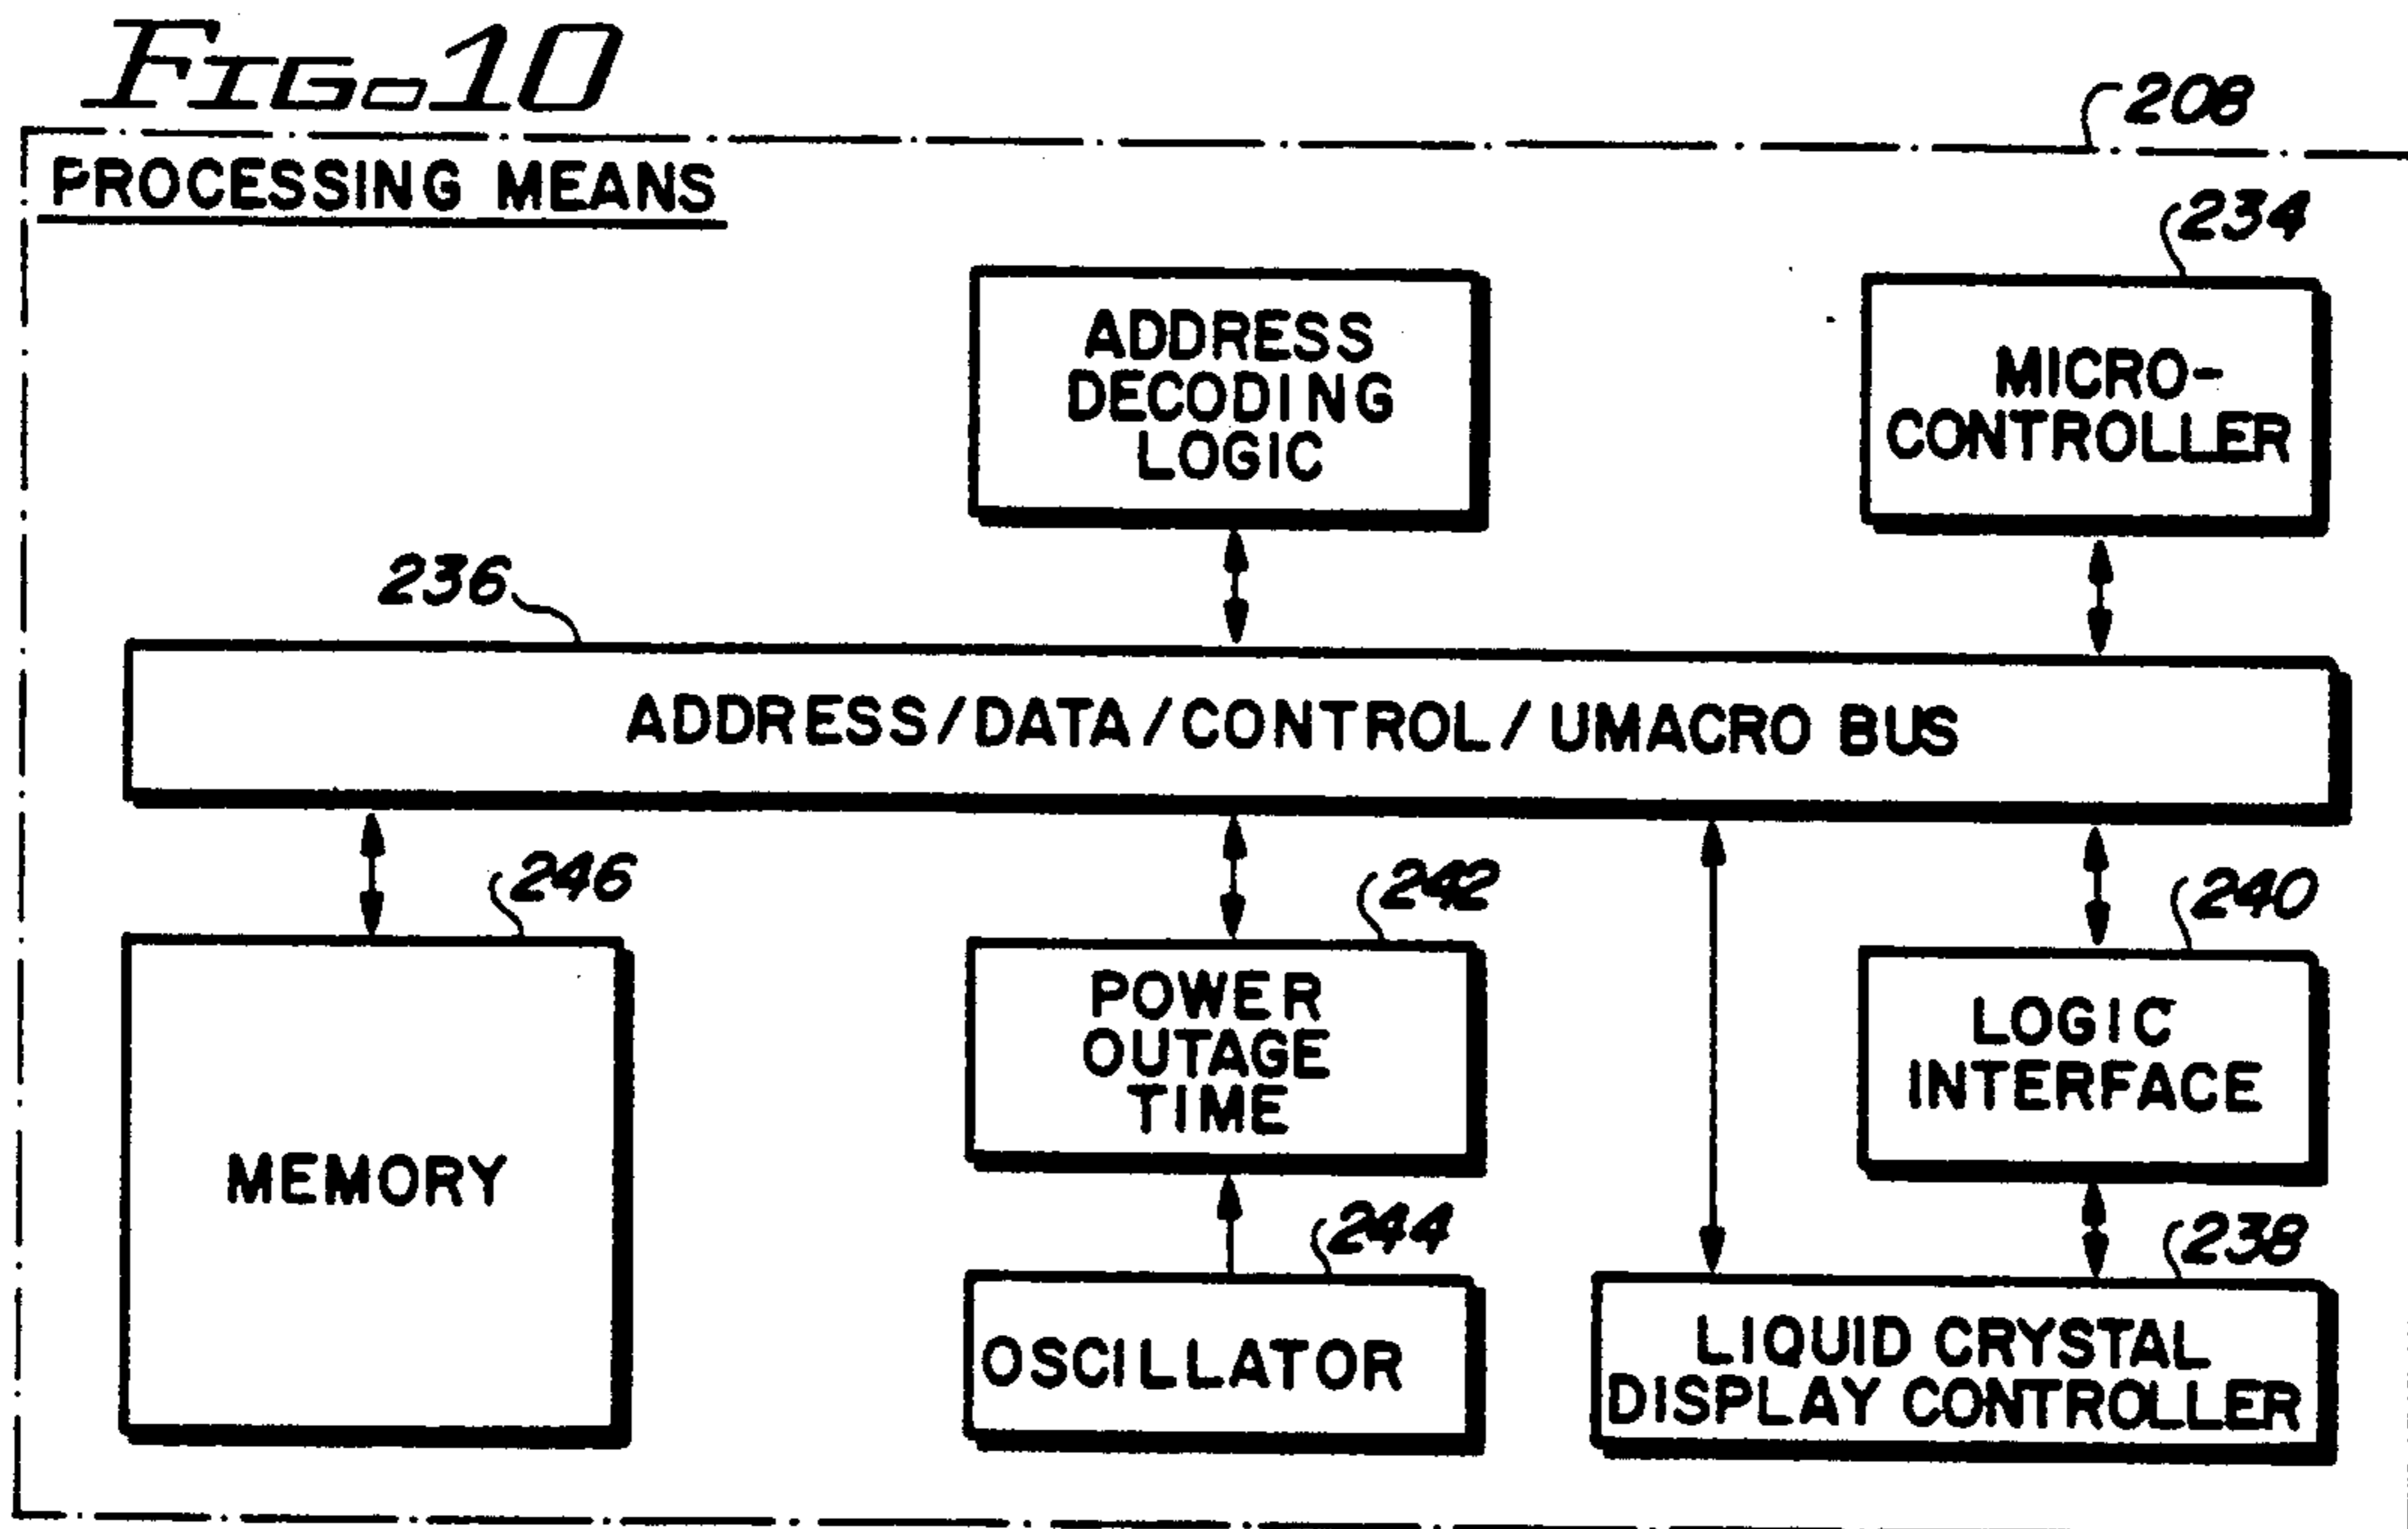 FIG. 10
208
PROCESSING MEANS
234
ADDRESS
DECODING
LOGIC
MICRO-
CONTROLLER
236
ADDRESS/DATA/CONTROL/UMACRO BUS
246
242
240
MEMORY
POWER
OUTAGE
TIME
LOGIC
INTERFACE
244
238
OSCILLATOR
LIQUID CRYSTAL
DISPLAY CONTROLLER